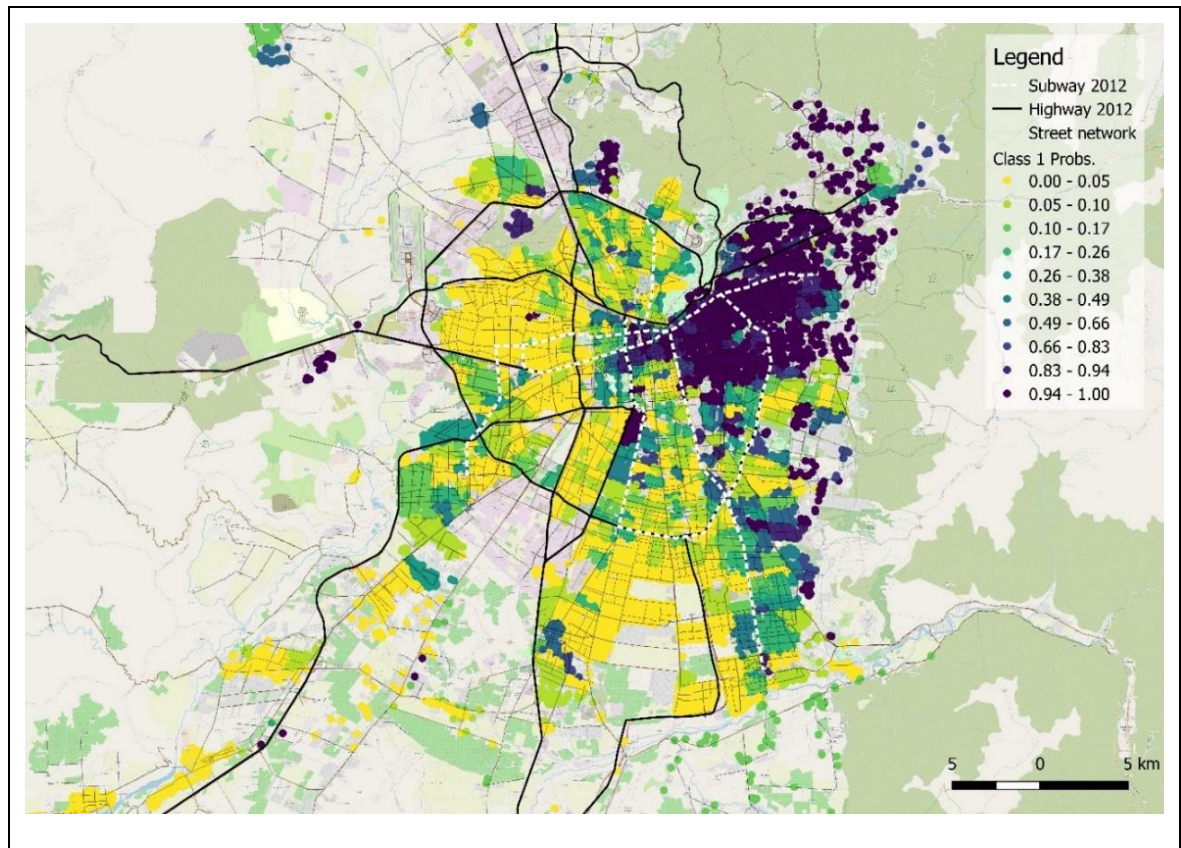 Legend
Subway 2012
Highway 2012
Street network
Class 1 Probs.
0.00 - 0.05
0.05 - 0.10
0.10 - 0.17
0.17 - 0.26
0.26 - 0.38
0.38 - 0.49
0.49 - 0.66
0.66 - 0.83
0.83 - 0.94
0.94 - 1.00
5 0 5 km